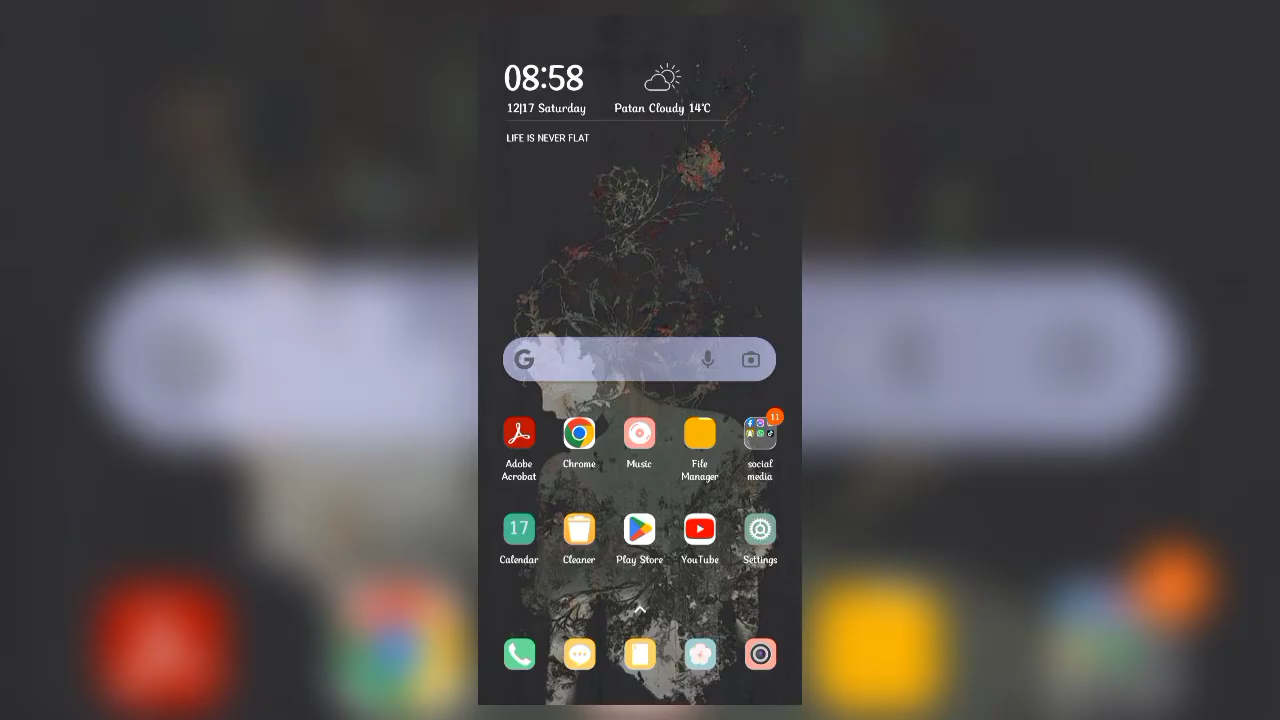 08:58
12|17 Saturday
Patan Cloudy 14°C
LIFE IS NEVER FLAT
G
11
Adobe Acrobat
Chrome
Music
File Manager
social media
17
Calendar
Cleaner
Play Store
YouTube
Settings